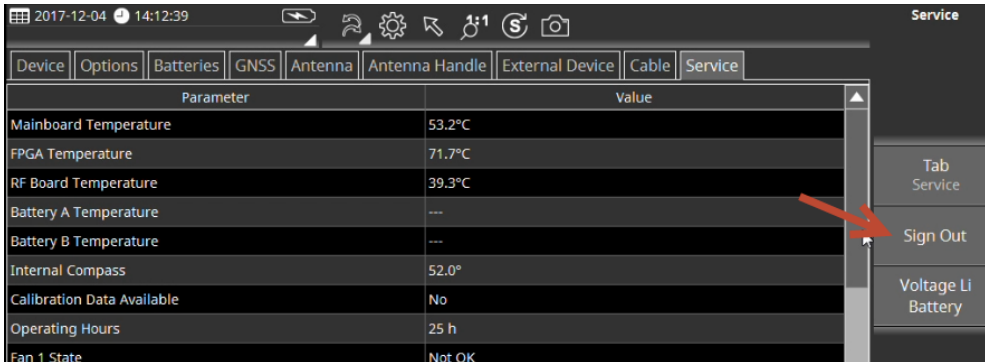 2017-12-04 14:12:39 1:1 S Service
Device Options Batteries GNSS Antenna Antenna Handle External Device Cable Service
Parameter Value
Mainboard Temperature 53.2°C
FPGA Temperature 71.7°C
RF Board Temperature 39.3°C
Battery A Temperature ---
Battery B Temperature ---
Internal Compass 52.0°
Calibration Data Available No
Operating Hours 25 h
Fan 1 State Not OK
Tab
Service
Sign Out
Voltage Li
Battery